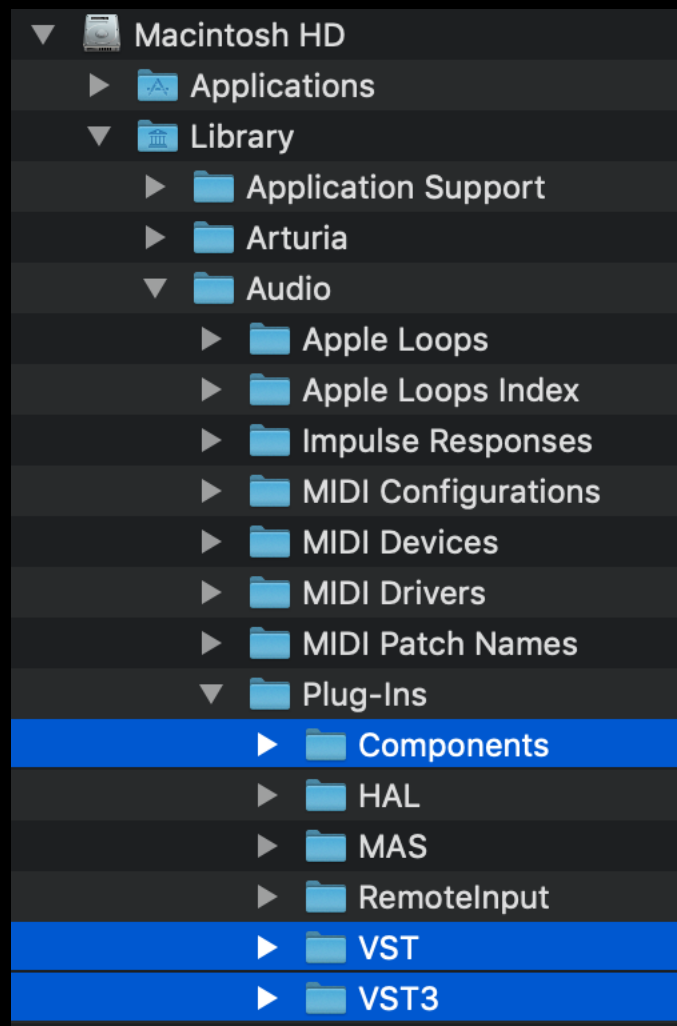 Macintosh HD
Applications
Library
Application Support
Arturia
Audio
Apple Loops
Apple Loops Index
Impulse Responses
MIDI Configurations
MIDI Devices
MIDI Drivers
MIDI Patch Names
Plug-Ins
Components
HAL
MAS
RemoteInput
VST
VST3